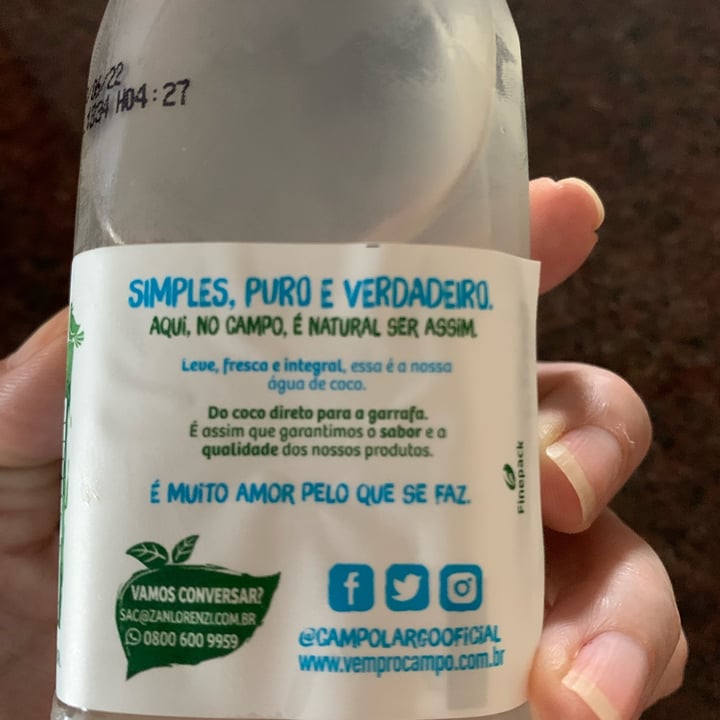 06/22
1334 H04:27
SIMPLES, PURO E VERDADEIRO.
AQUI, NO CAMPO, É NATURAL SER ASSIM.
Leve, fresca e integral, essa é a nossa
água de coco.
Do coco direto para a garrafa.
É assim que garantimos o sabor e a
qualidade dos nossos produtos.
É MUITO AMOR PELO QUE SE FAZ.
Finepack
VAMOS CONVERSAR?
SAC@ZANLORENZI.COM.BR
0800 600 9959
@CAMPOLARGOOFICIAL
www.vemprocampo.com.br